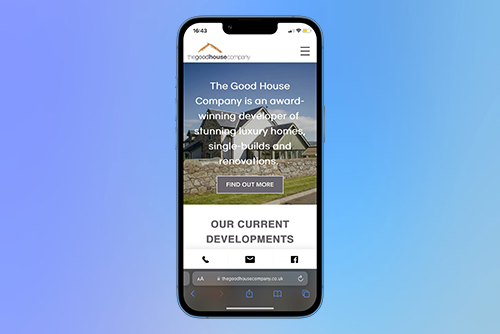 16:43
thegoodhousecompany
The Good House
Company is an award-
winning developer of
stunning luxury homes,
single-builds and
renovations.
FIND OUT MORE
OUR CURRENT
DEVELOPMENTS
AA thegoodhousecompany.co.uk